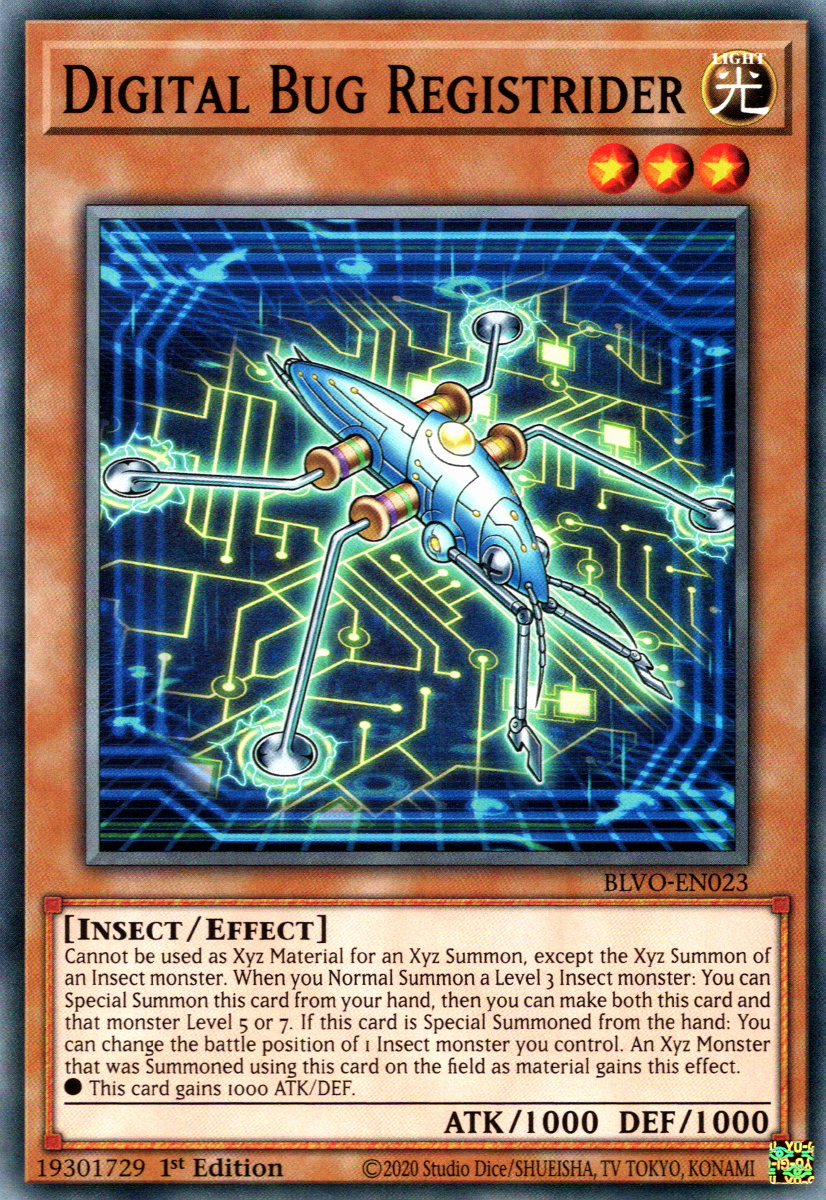 DIGITAL BUG REGISTRIDER
LIGHT
光
BLVO-EN023
[INSECT/EFFECT]
Cannot be used as Xyz Material for an Xyz Summon, except the Xyz Summon of
an Insect monster. When you Normal Summon a Level 3 Insect monster: You can
Special Summon this card from your hand, then you can make both this card and
that monster Level 5 or 7. If this card is Special Summoned from the hand: You
can change the battle position of 1 Insect monster you control. An Xyz Monster
that was Summoned using this card on the field as material gains this effect.
● This card gains 1000 ATK/DEF.
ATK/1000 DEF/1000
19301729 1st Edition ©2020 Studio Dice/SHUEISHA, TV TOKYO, KONAMI